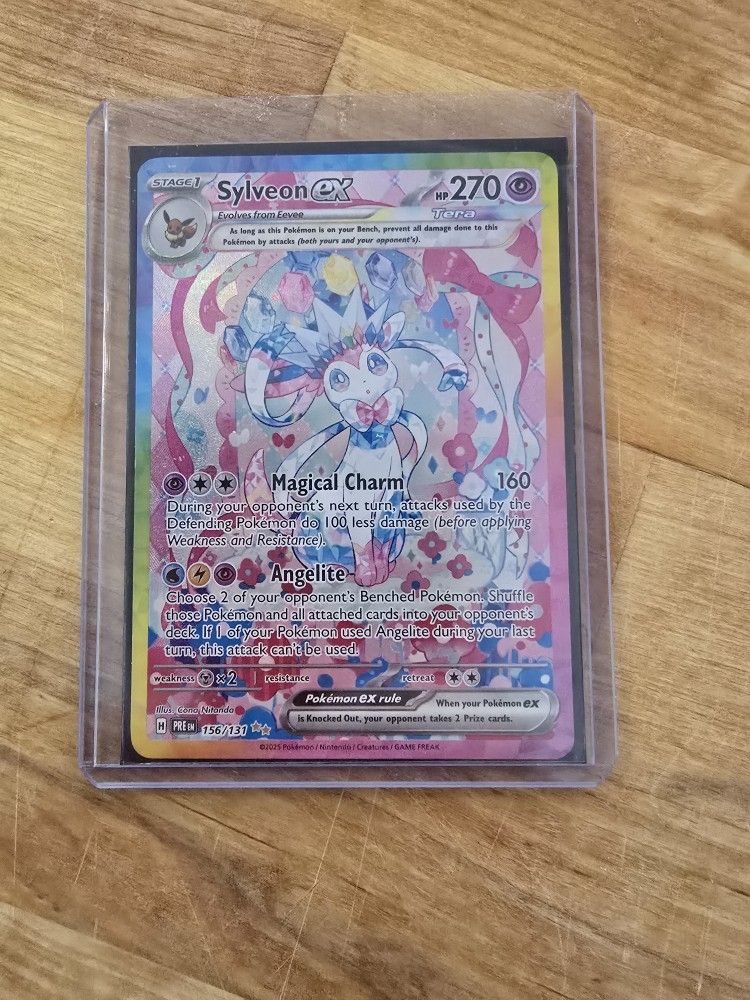 STAGE1 Sylveon ex HP 270
Evolves from Eevee Tera
As long as this Pokémon is on your Bench, prevent all damage done to this
Pokémon by attacks (both yours and your opponent's).
Magical Charm 160
During your opponent's next turn, attacks used by the
Defending Pokémon do 100 less damage (before applying
Weakness and Resistance).
Angelite
Choose 2 of your opponent's Benched Pokémon. Shuffle
those Pokémon and all attached cards into your opponent's
deck. If 1 of your Pokémon used Angelite during your last
turn, this attack can't be used.
weakness ×2 resistance retreat
Pokémon ex rule When your Pokémon ex
is Knocked Out, your opponent takes 2 Prize cards.
Illus. Cona Nitanda
H PRE EN 156/131
©2025 Pokémon / Nintendo / Creatures / GAME FREAK